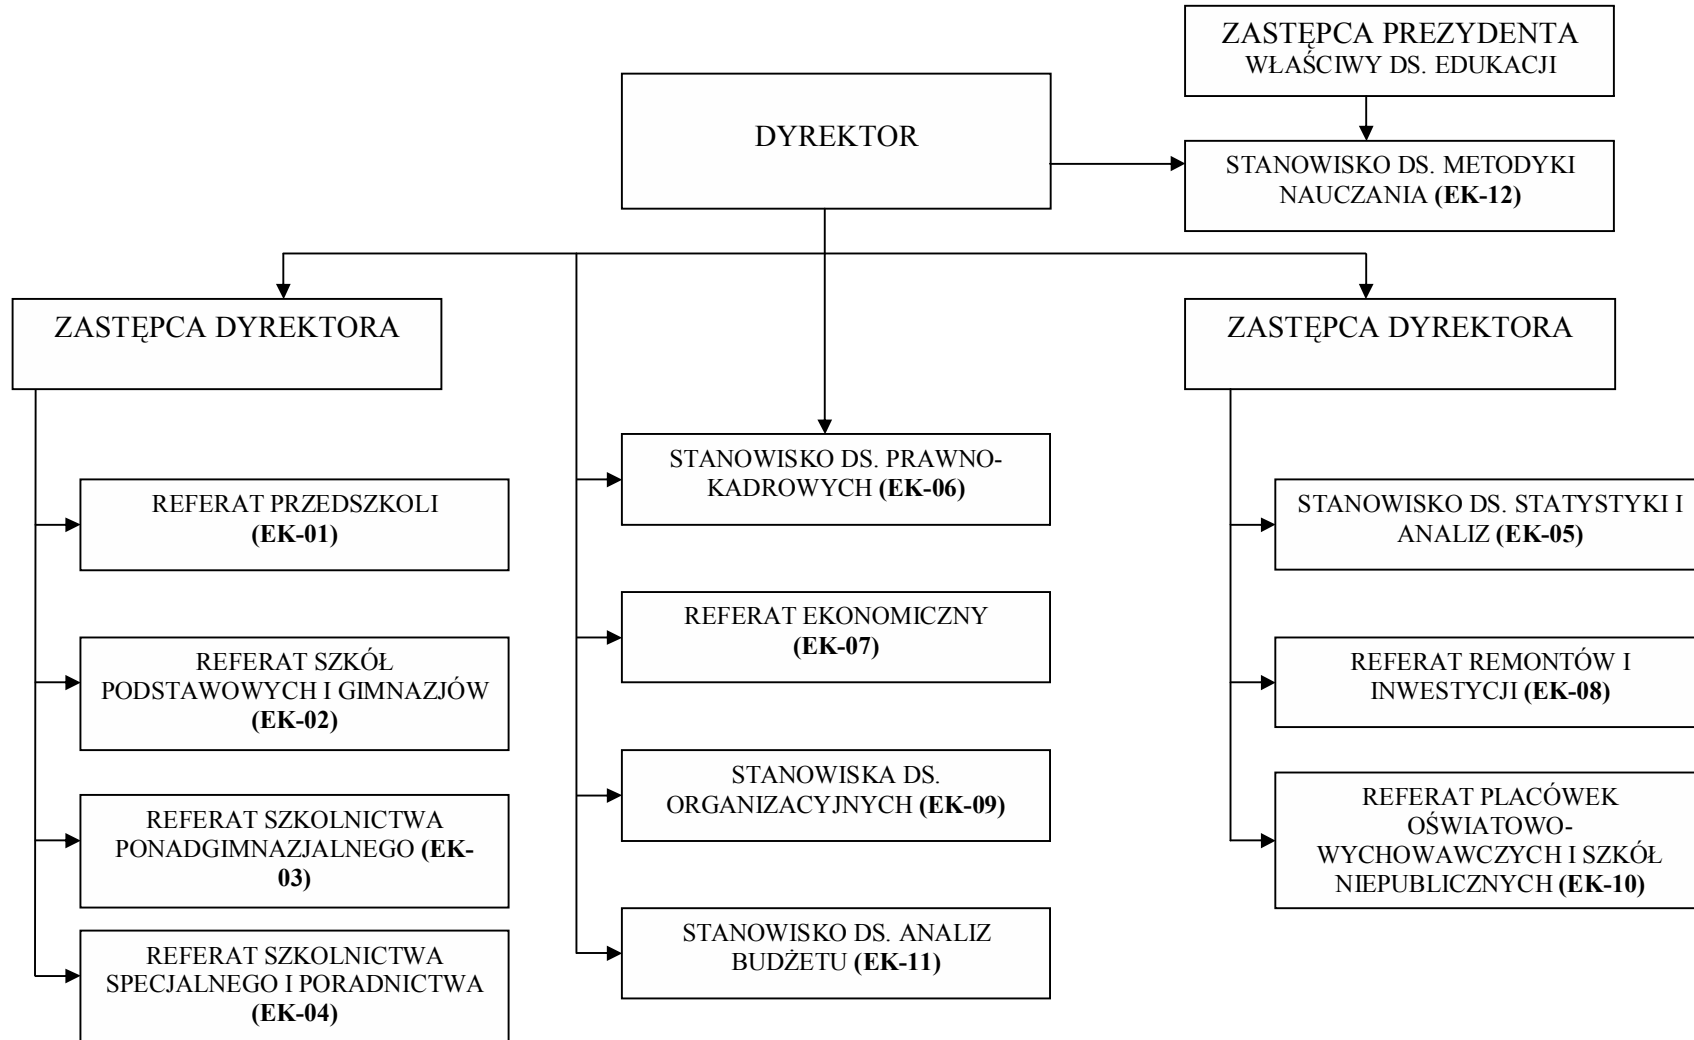 ZASTĘPCA PREZYDENTA
WŁAŚCIWY DS. EDUKACJI
DYREKTOR
STANOWISKO DS. METODYKI
NAUCZANIA (EK-12)
ZASTĘPCA DYREKTORA
ZASTĘPCA DYREKTORA
REFERAT PRZEDSZKOLI
(EK-01)
REFERAT SZKÓŁ
PODSTAWOWYCH I GIMNAZJÓW
(EK-02)
REFERAT SZKOLNICTWA
PONADGIMNAZJALNEGO (EK-
03)
REFERAT SZKOLNICTWA
SPECJALNEGO I PORADNICTWA
(EK-04)
STANOWISKO DS. PRAWNO-
KADROWYCH (EK-06)
REFERAT EKONOMICZNY
(EK-07)
STANOWISKA DS.
ORGANIZACYJNYCH (EK-09)
STANOWISKO DS. ANALIZ
BUDŻETU (EK-11)
STANOWISKO DS. STATYSTYKI I
ANALIZ (EK-05)
REFERAT REMONTÓW I
INWESTYCJI (EK-08)
REFERAT PLACÓWEK
OŚWIATOWO-
WYCHOWAWCZYCH I SZKÓŁ
NIEPUBLICZNYCH (EK-10)